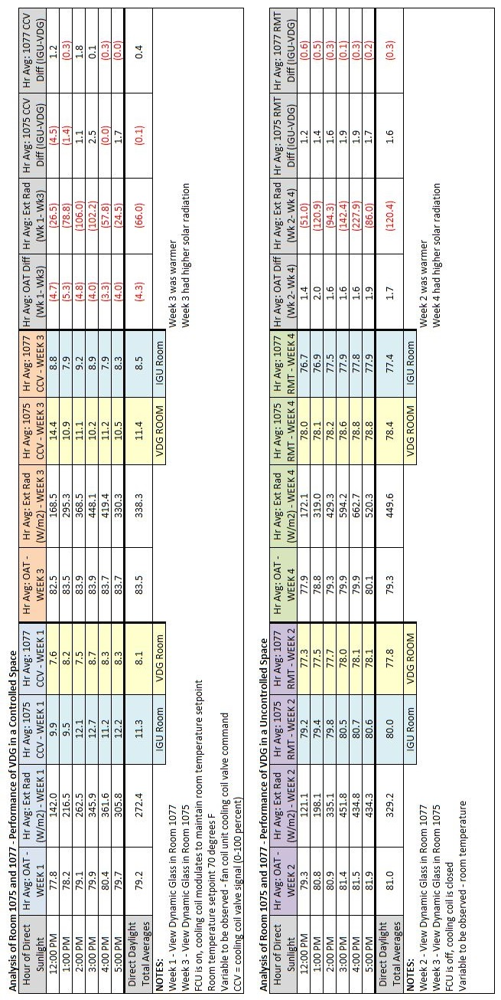 Analysis of Room 1075 and 1077 - Performance of VDG in a Controlled Space
Hour of Direct Sunlight | Hr Avg: OAT - WEEK 1 | Hr Avg: Ext Rad (W/m2) - WEEK 1 | Hr Avg: 1075 CCV - WEEK 1 | Hr Avg: 1077 CCV - WEEK 1 | Hr Avg: OAT - WEEK 3 | Hr Avg: Ext Rad (W/m2) - WEEK 3 | Hr Avg: 1075 CCV - WEEK 3 | Hr Avg: 1077 CCV - WEEK 3 | Hr Avg: OAT Diff (Wk 1- Wk3) | Hr Avg: Ext Rad (Wk 1- Wk3) | Hr Avg: 1075 CCV Diff (IGU-VDG) | Hr Avg: 1077 CCV Diff (IGU-VDG)
12:00 PM | 77.8 | 142.0 | 9.9 | 7.6 | 82.5 | 168.5 | 14.4 | 8.8 | (4.7) | (26.5) | (4.5) | 1.2
1:00 PM | 78.2 | 216.5 | 9.5 | 8.2 | 83.5 | 295.3 | 10.9 | 7.9 | (5.3) | (78.8) | (1.4) | (0.3)
2:00 PM | 79.1 | 262.5 | 12.1 | 7.5 | 83.9 | 368.5 | 11.1 | 9.2 | (4.8) | (106.0) | 1.1 | 1.8
3:00 PM | 79.9 | 345.9 | 12.7 | 8.7 | 83.9 | 448.1 | 10.2 | 8.9 | (4.0) | (102.2) | 2.5 | 0.1
4:00 PM | 80.4 | 361.6 | 11.2 | 8.3 | 83.7 | 419.4 | 11.2 | 7.9 | (3.3) | (57.8) | (0.0) | (0.3)
5:00 PM | 79.7 | 305.8 | 12.2 | 8.3 | 83.7 | 330.3 | 10.5 | 8.3 | (4.0) | (24.5) | 1.7 | (0.0)
Direct Daylight Total Averages | 79.2 | 272.4 | 11.3 | 8.1 | 83.5 | 338.3 | 11.4 | 8.5 | (4.3) | (66.0) | (0.1) | 0.4
NOTES: | IGU Room | VDG ROOM | VDG ROOM | IGU Room
Week 1 - View Dynamic Glass in Room 1077 | Week 3 was warmer
Week 3 - View Dynamic Glass in Room 1075 | Week 3 had higher solar radiation
FCU is on, cooling coil modulates to maintain room temperature setpoint
Room temperature setpoint 70 degrees F
Variable to be observed - fan coil unit cooling coil valve command
CCV = cooling coil valve signal (0-100 percent)
Analysis of Room 1075 and 1077 - Performance of VDG in a Uncontrolled Space
Hour of Direct Sunlight | Hr Avg: OAT - WEEK 2 | Hr Avg: Ext Rad (W/m2) - WEEK 2 | Hr Avg: 1075 RMT - WEEK 2 | Hr Avg: 1077 RMT - WEEK 2 | Hr Avg: OAT - WEEK 4 | Hr Avg: Ext Rad (W/m2) - WEEK 4 | Hr Avg: 1075 RMT - WEEK 4 | Hr Avg: 1077 RMT - WEEK 4 | Hr Avg: OAT Diff (Wk 2- Wk 4) | Hr Avg: Ext Rad (Wk 2- Wk 4) | Hr Avg: 1075 RMT Diff (IGU-VDG) | Hr Avg: 1077 RMT Diff (IGU-VDG)
12:00 PM | 79.3 | 121.1 | 79.2 | 77.3 | 77.9 | 172.1 | 78.0 | 76.7 | 1.4 | (51.0) | 1.2 | (0.6)
1:00 PM | 80.8 | 198.1 | 79.4 | 77.5 | 78.8 | 319.0 | 78.1 | 76.9 | 2.0 | (120.9) | 1.4 | (0.5)
2:00 PM | 80.9 | 335.1 | 79.8 | 77.7 | 79.3 | 429.3 | 78.2 | 77.5 | 1.6 | (94.3) | 1.6 | (0.3)
3:00 PM | 81.4 | 451.8 | 80.5 | 78.0 | 79.9 | 594.2 | 78.6 | 77.9 | 1.6 | (142.4) | 1.9 | (0.1)
4:00 PM | 81.5 | 434.8 | 80.7 | 78.1 | 79.9 | 662.7 | 78.8 | 77.8 | 1.6 | (227.9) | 1.9 | (0.3)
5:00 PM | 81.9 | 434.3 | 80.6 | 78.1 | 80.1 | 520.3 | 78.8 | 77.9 | 1.9 | (86.0) | 1.7 | (0.2)
Direct Daylight Total Averages | 81.0 | 329.2 | 80.0 | 77.8 | 79.3 | 449.6 | 78.4 | 77.4 | 1.7 | (120.4) | 1.6 | (0.3)
NOTES: | IGU Room | VDG ROOM | VDG ROOM | IGU Room
Week 2 - View Dynamic Glass in Room 1077 | Week 2 was warmer
Week 3 - View Dynamic Glass in Room 1075 | Week 4 had higher solar radiation
FCU is off, cooling coil is closed
Variable to be observed - room temperature